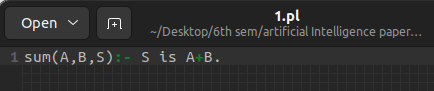 Open
1.pl
~/Desktop/6th sem/artificial Intelligence paper...
1 sum(A,B,S):- S is A+B.